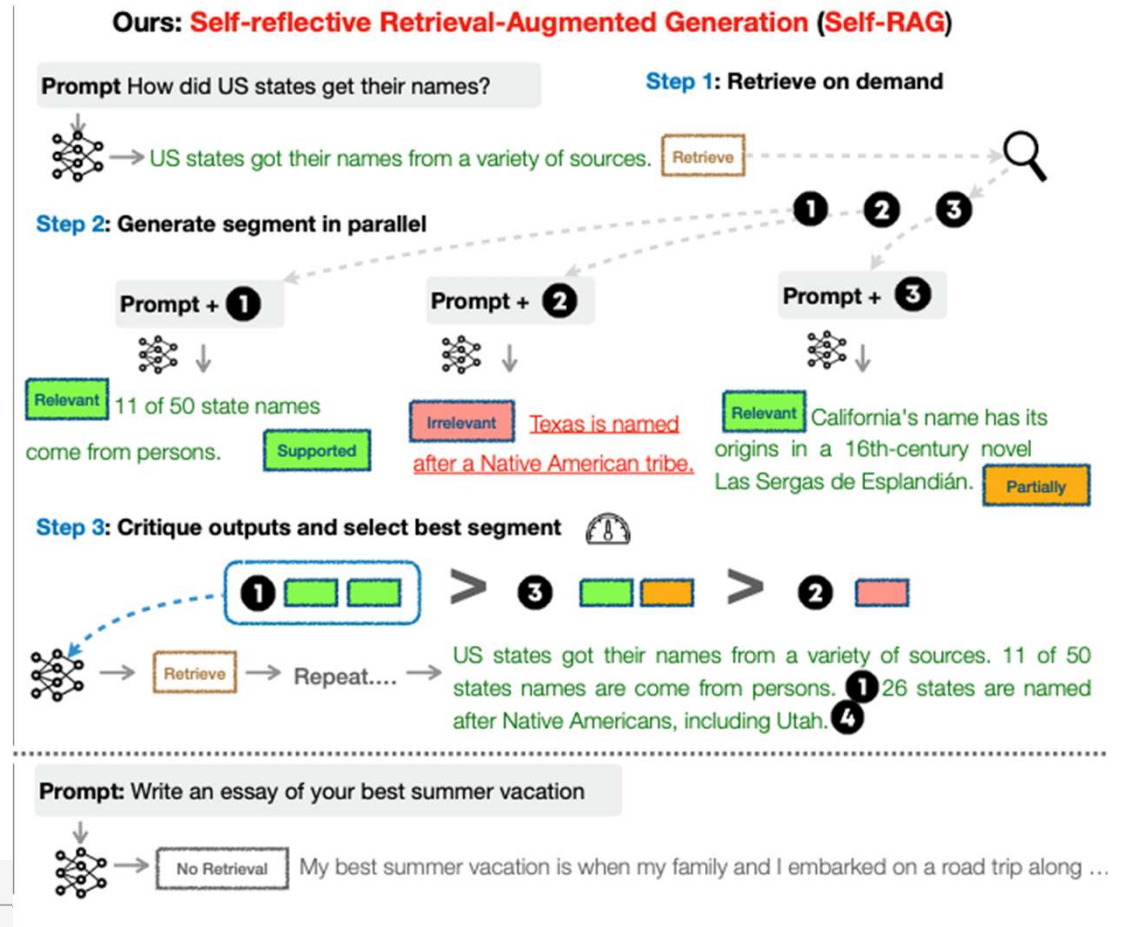 Ours: Self-reflective Retrieval-Augmented Generation (Self-RAG)
Prompt How did US states get their names?
Step 1: Retrieve on demand
US states got their names from a variety of sources. Retrieve
1 2 3
Step 2: Generate segment in parallel
Prompt + 1
Prompt + 2
Prompt + 3
Relevant 11 of 50 state names
come from persons. Supported
Irrelevant Texas is named
after a Native American tribe.
Relevant California's name has its
origins in a 16th-century novel
Las Sergas de Esplandián. Partially
Step 3: Critique outputs and select best segment
1 > 3 > 2
Retrieve Repeat....
US states got their names from a variety of sources. 11 of 50
states names are come from persons. 1 26 states are named
after Native Americans, including Utah. 4
Prompt: Write an essay of your best summer vacation
No Retrieval My best summer vacation is when my family and I embarked on a road trip along ...